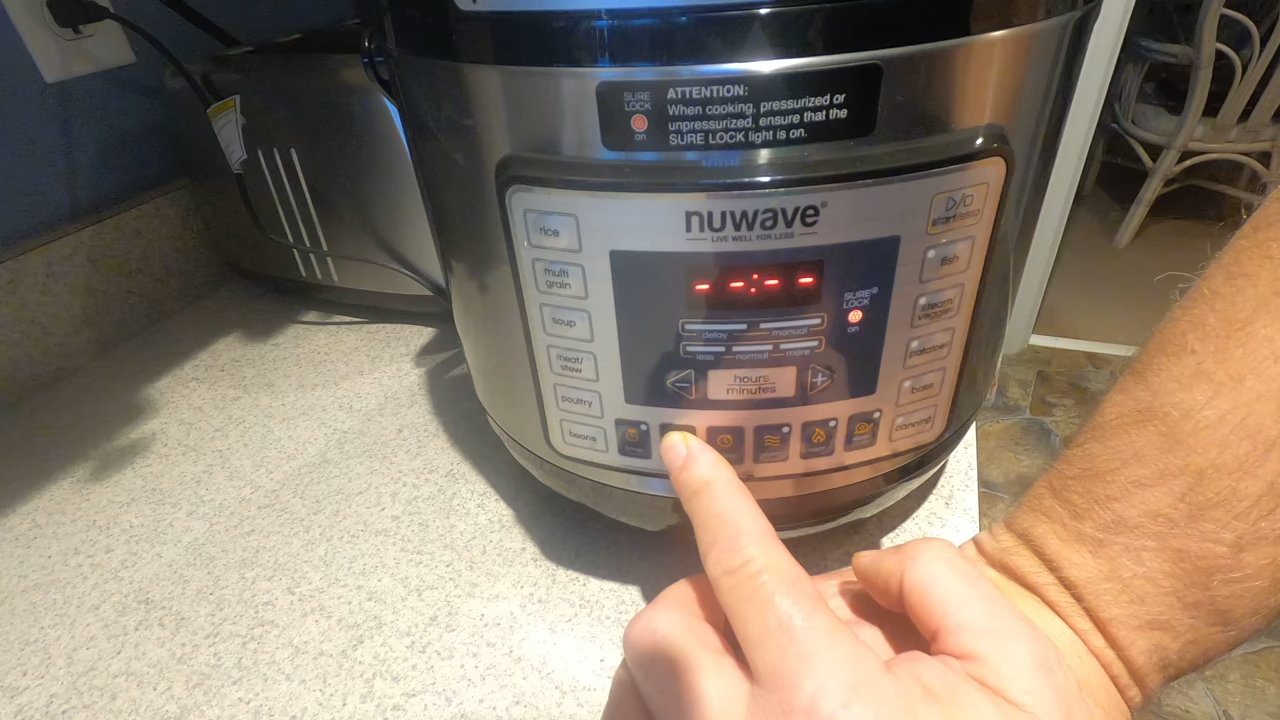 SURE
LOCK
on
ATTENTION:
When cooking, pressurized or
unpressurized, ensure that the
SURE LOCK light is on.
nuwave®
LIVE WELL FOR LESS
rice
multi
grain
soup
meat/
stew
poultry
beans
--:--
SURE®
LOCK
on
delay
manual
less
normal
more
hours
minutes
start/stop
fish
steam/
veggies
potatoes
bake
canning